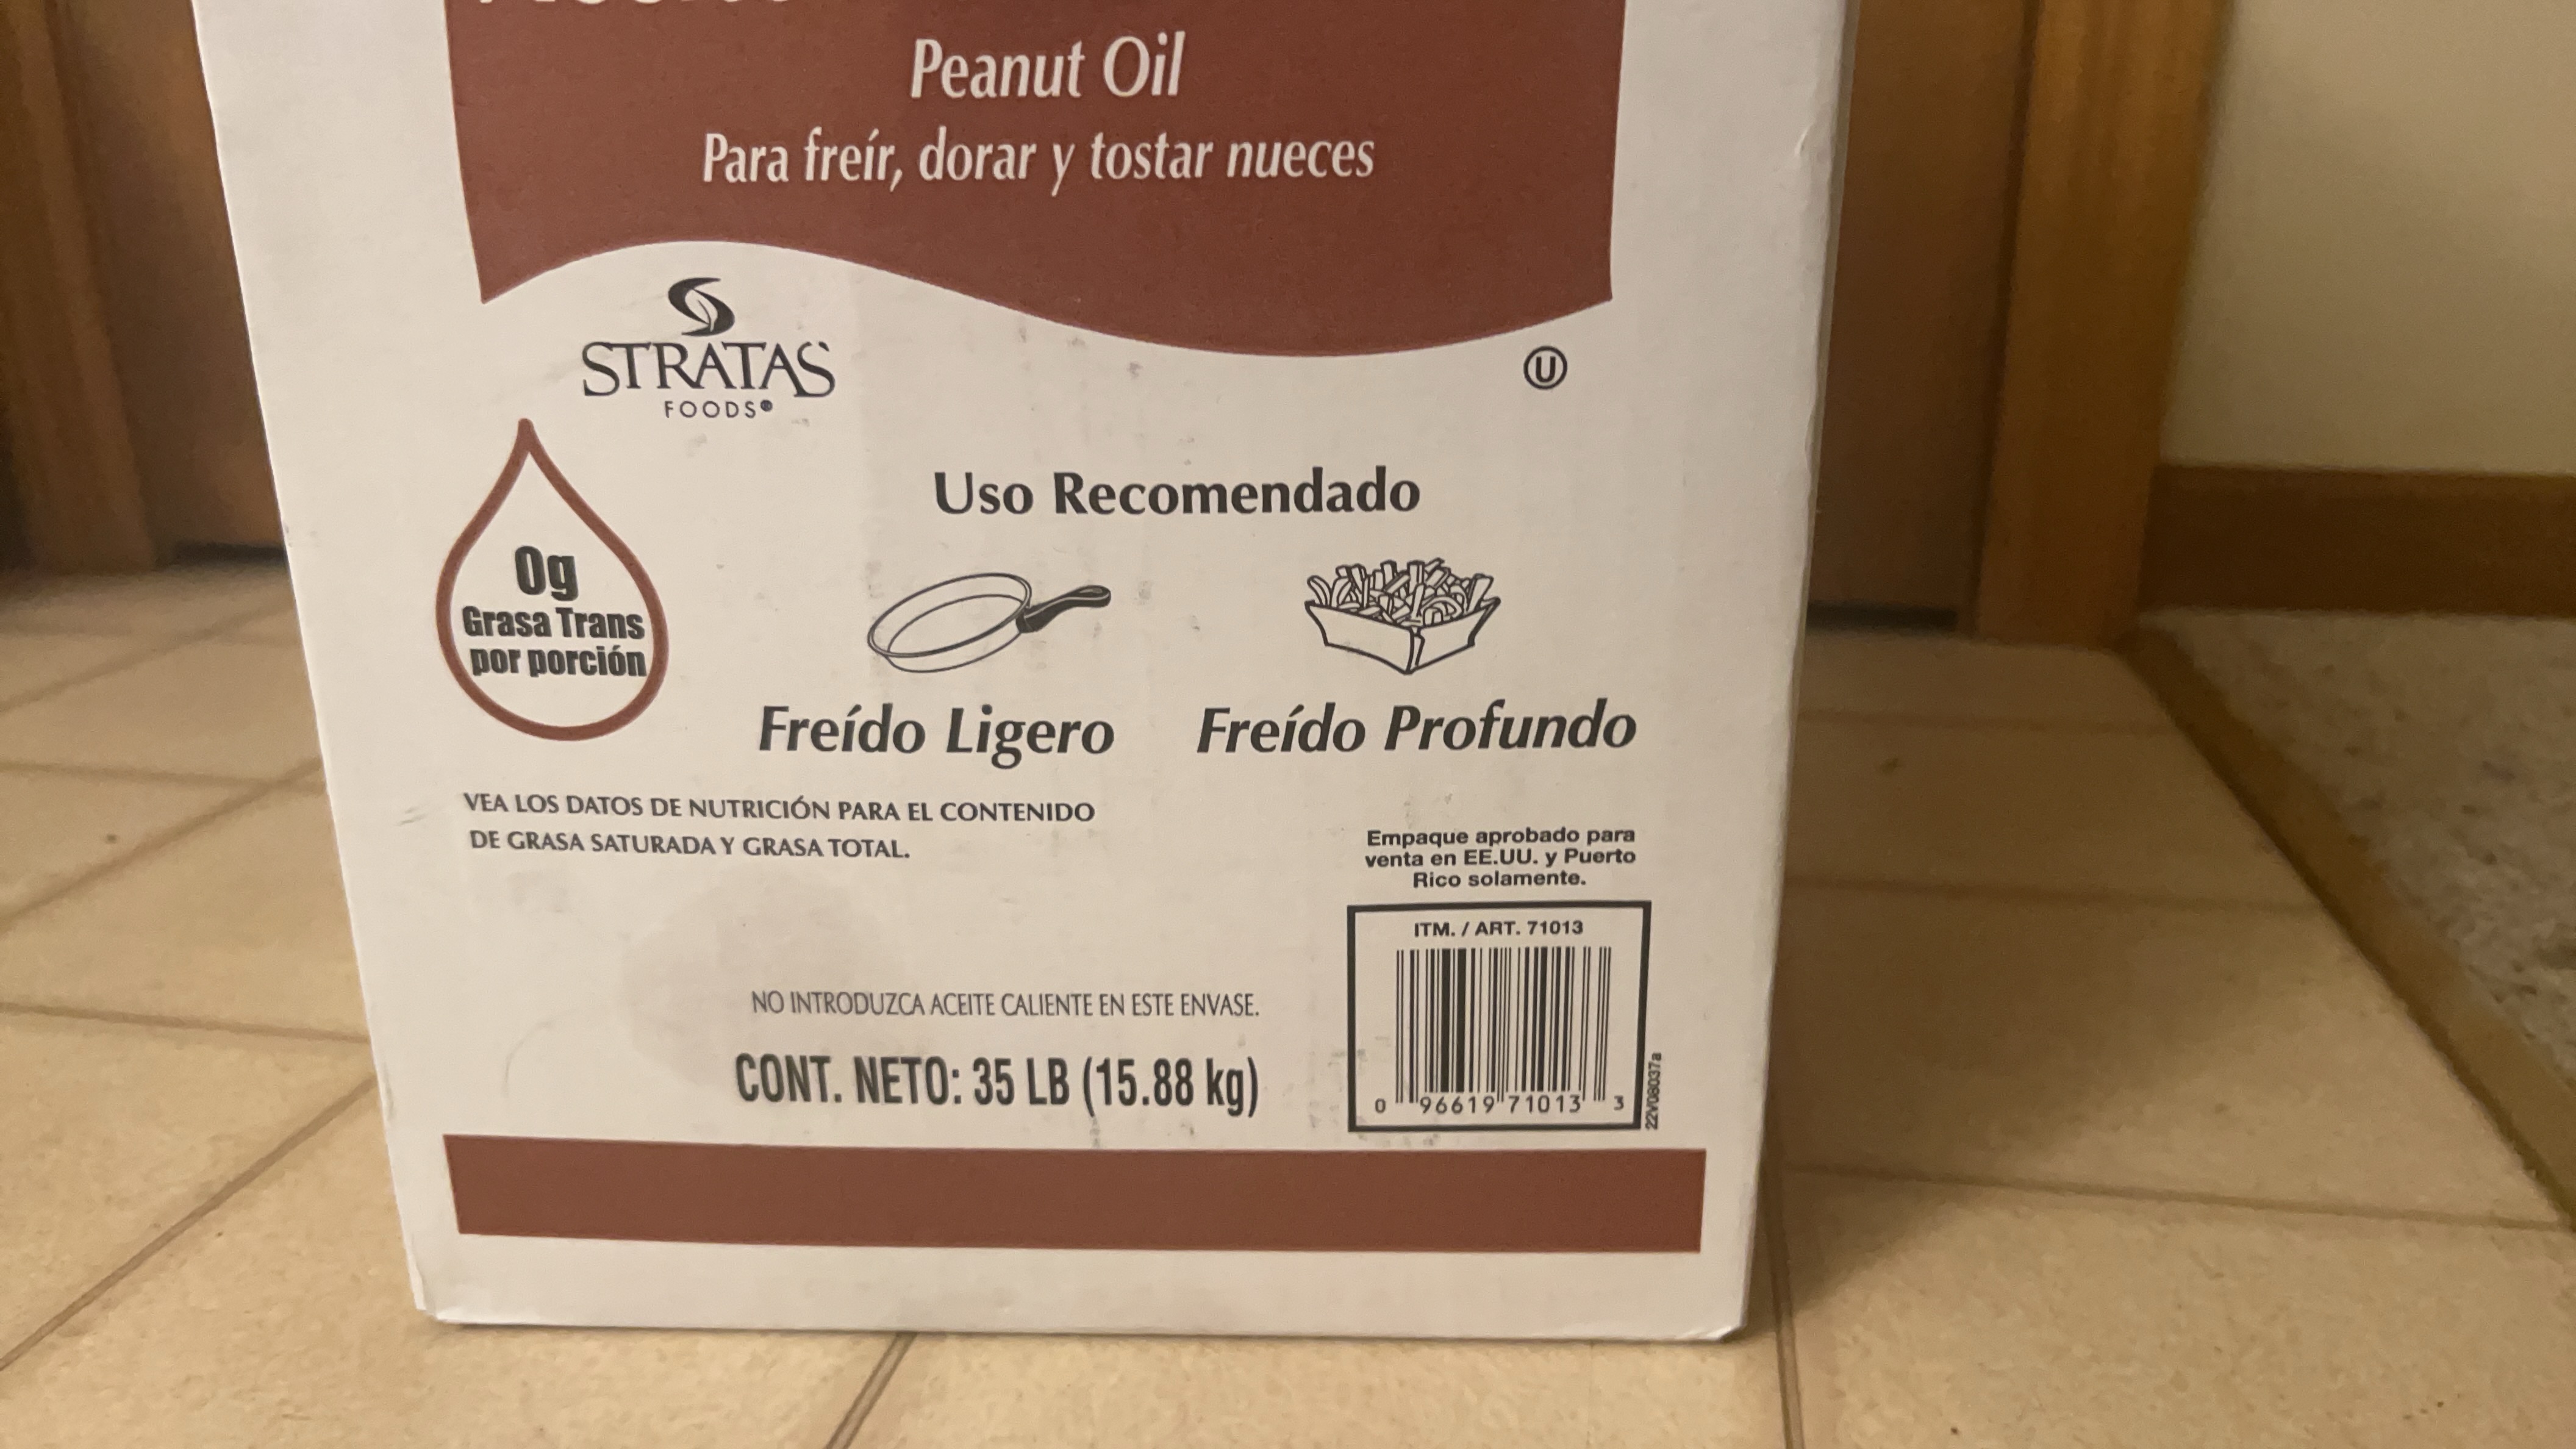 Peanut Oil
Para freír, dorar y tostar nueces
STRATAS
FOODS®
U
Uso Recomendado
0g
Grasa Trans
por porción
Freído Ligero
Freído Profundo
VEA LOS DATOS DE NUTRICIÓN PARA EL CONTENIDO
DE GRASA SATURADA Y GRASA TOTAL.
Empaque aprobado para
venta en EE.UU. y Puerto
Rico solamente.
ITM. / ART. 71013
0 96619 71013 3
22V08037a
NO INTRODUZCA ACEITE CALIENTE EN ESTE ENVASE.
CONT. NETO: 35 LB (15.88 kg)